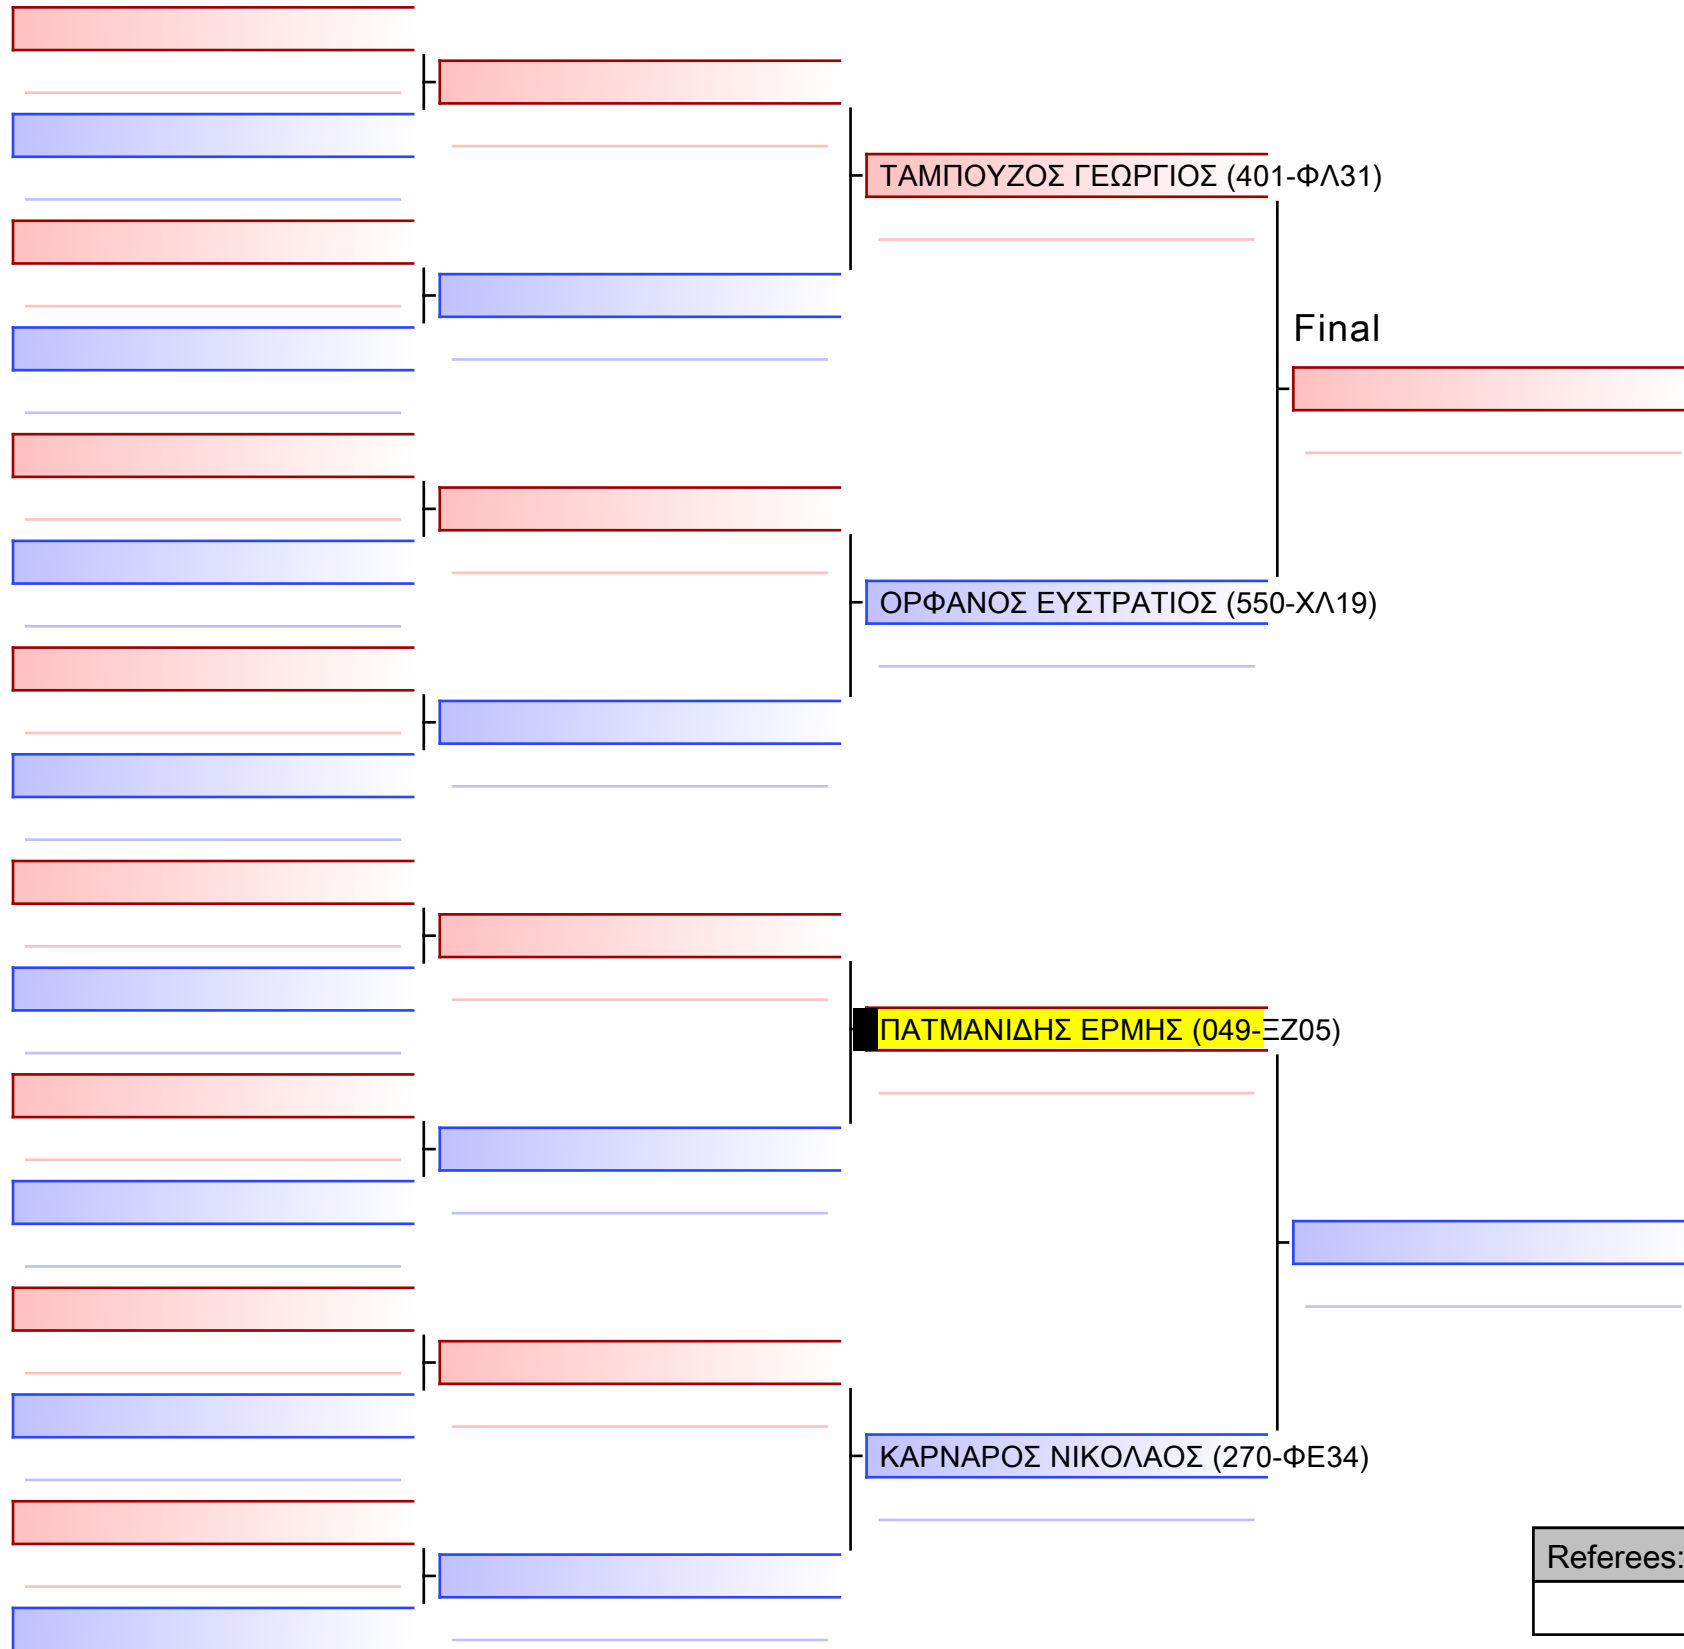 ΤΑΜΠΟΥΖΟΣ ΓΕΩΡΓΙΟΣ (401-ΦΛ31)
Final
ΟΡΦΑΝΟΣ ΕΥΣΤΡΑΤΙΟΣ (550-ΧΛ19)
ΠΑΤΜΑΝΙΔΗΣ ΕΡΜΗΣ (049-ΞΖ05)
ΚΑΡΝΑΡΟΣ ΝΙΚΟΛΑΟΣ (270-ΦΕ34)
Referees: